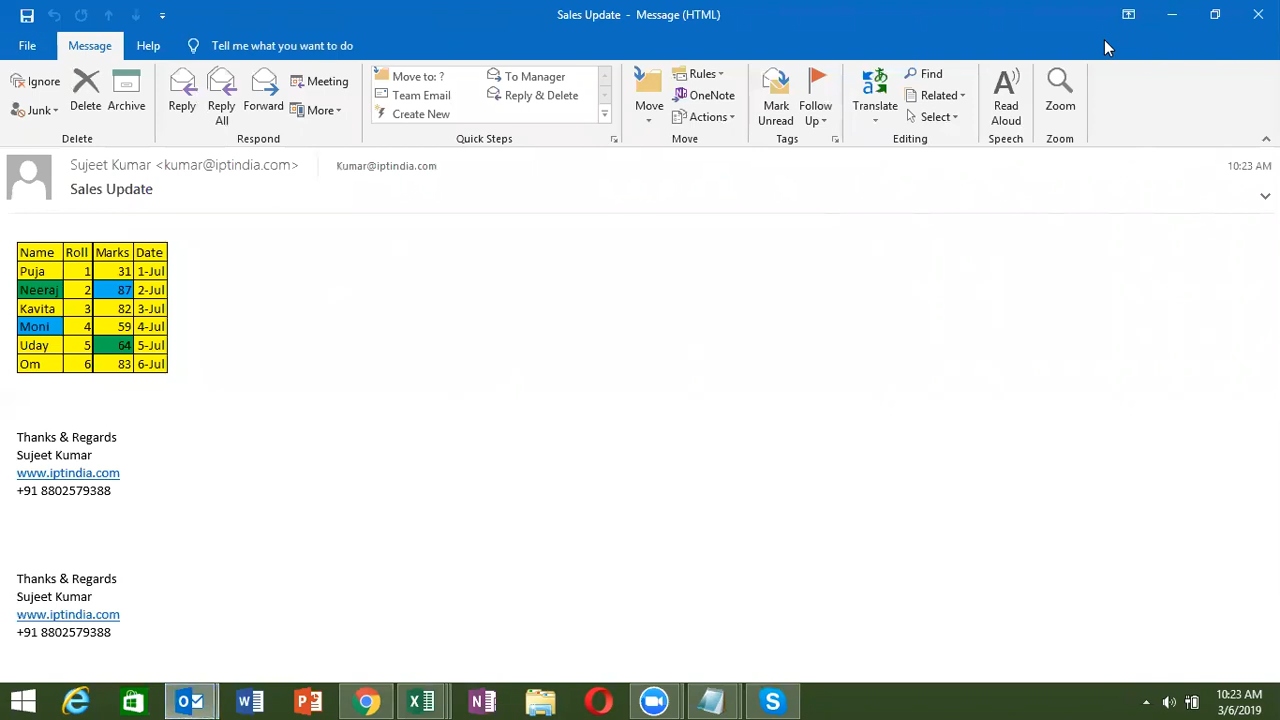 Sales Update - Message (HTML)
File Message Help Tell me what you want to do
Ignore
Junk
Delete
Archive
Delete
Reply
Reply All
Forward
Meeting
More
Respond
Move to: ?
Team Email
Create New
To Manager
Reply & Delete
Quick Steps
Move
Rules
OneNote
Actions
Move
Mark Unread
Follow Up
Tags
Translate
Find
Related
Select
Editing
Read Aloud
Speech
Zoom
Zoom
Sujeet Kumar <kumar@iptindia.com> Kumar@iptindia.com 10:23 AM
Sales Update
Name Roll Marks Date
Puja 1 31 1-Jul
Neeraj 2 87 2-Jul
Kavita 3 82 3-Jul
Moni 4 59 4-Jul
Uday 5 64 5-Jul
Om 6 83 6-Jul
Thanks & Regards
Sujeet Kumar
www.iptindia.com
+91 8802579388
Thanks & Regards
Sujeet Kumar
www.iptindia.com
+91 8802579388
10:23 AM
3/6/2019